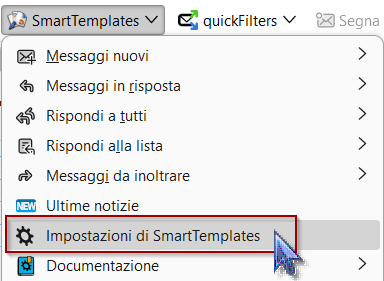 SmartTemplates quickFilters Segna
Messaggi nuovi
Messaggi in risposta
Rispondi a tutti
Rispondi alla lista
Messaggi da inoltrare
NEW Ultime notizie
Impostazioni di SmartTemplates
Documentazione